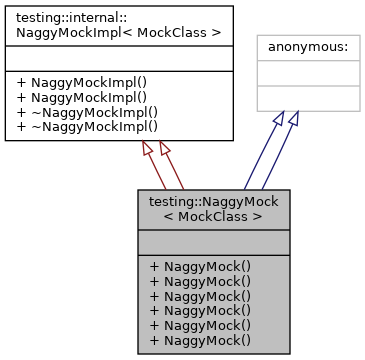 testing::internal::
NaggyMockImpl< MockClass >
+ NaggyMockImpl()
+ NaggyMockImpl()
+ ~NaggyMockImpl()
+ ~NaggyMockImpl()
anonymous:
testing::NaggyMock
< MockClass >
+ NaggyMock()
+ NaggyMock()
+ NaggyMock()
+ NaggyMock()
+ NaggyMock()
+ NaggyMock()